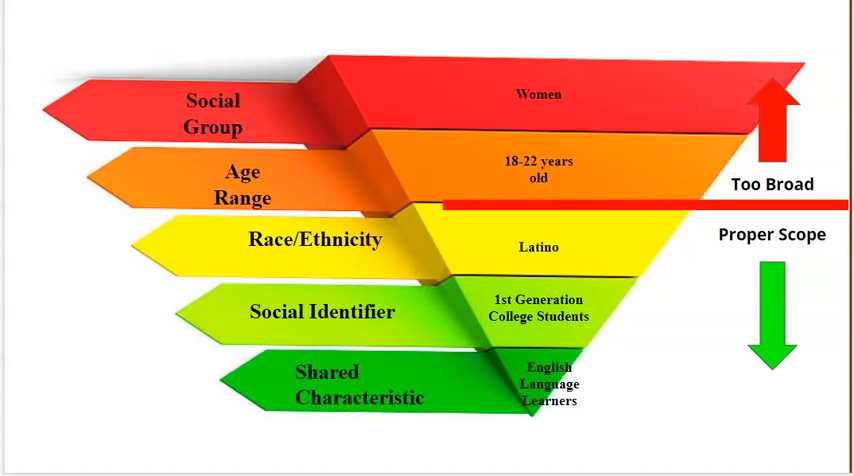 Social
Group
Women
Age
Range
18-22 years
old
Too Broad
Race/Ethnicity
Latino
Proper Scope
Social Identifier
1st Generation
College Students
Shared
Characteristic
English
Language
Learners